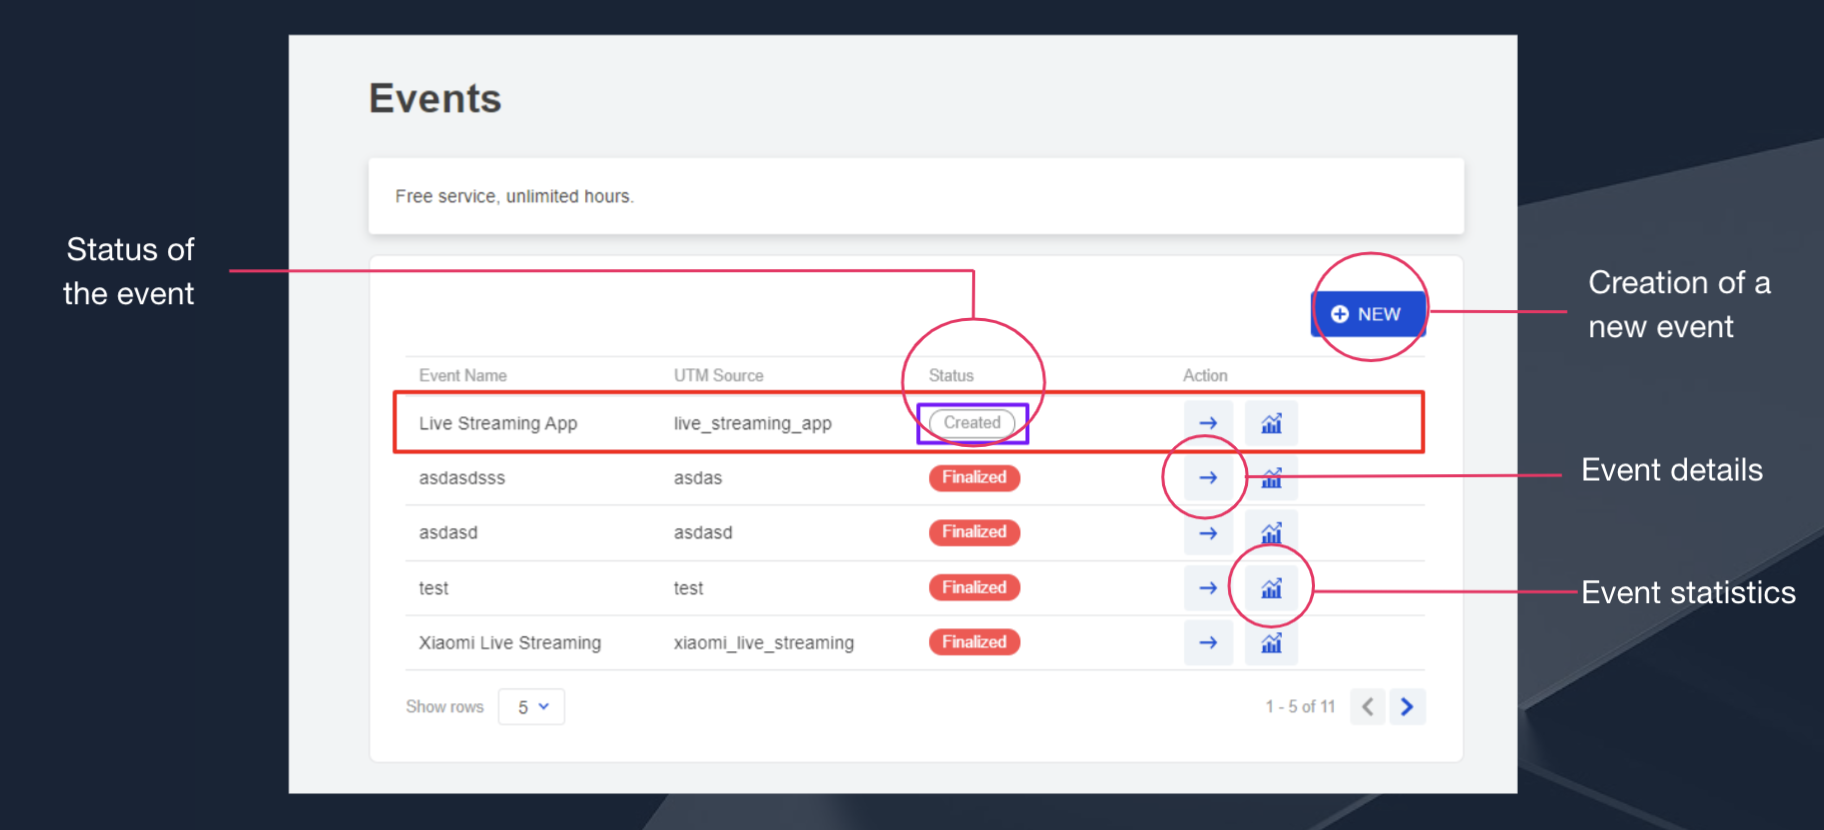 Events
Free service, unlimited hours.
Status of
the event
Creation of a
new event
NEW
Event Name UTM Source Status Action
Live Streaming App live_streaming_app Created
asdasdsss asdas Finalized
Event details
asdasd asdasd Finalized
test test Finalized
Event statistics
Xiaomi Live Streaming xiaomi_live_streaming Finalized
Show rows 5 1 - 5 of 11